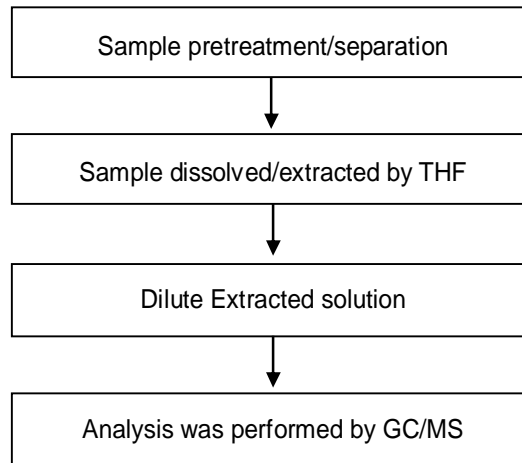 Sample pretreatment/separation
Sample dissolved/extracted by THF
Dilute Extracted solution
Analysis was performed by GC/MS